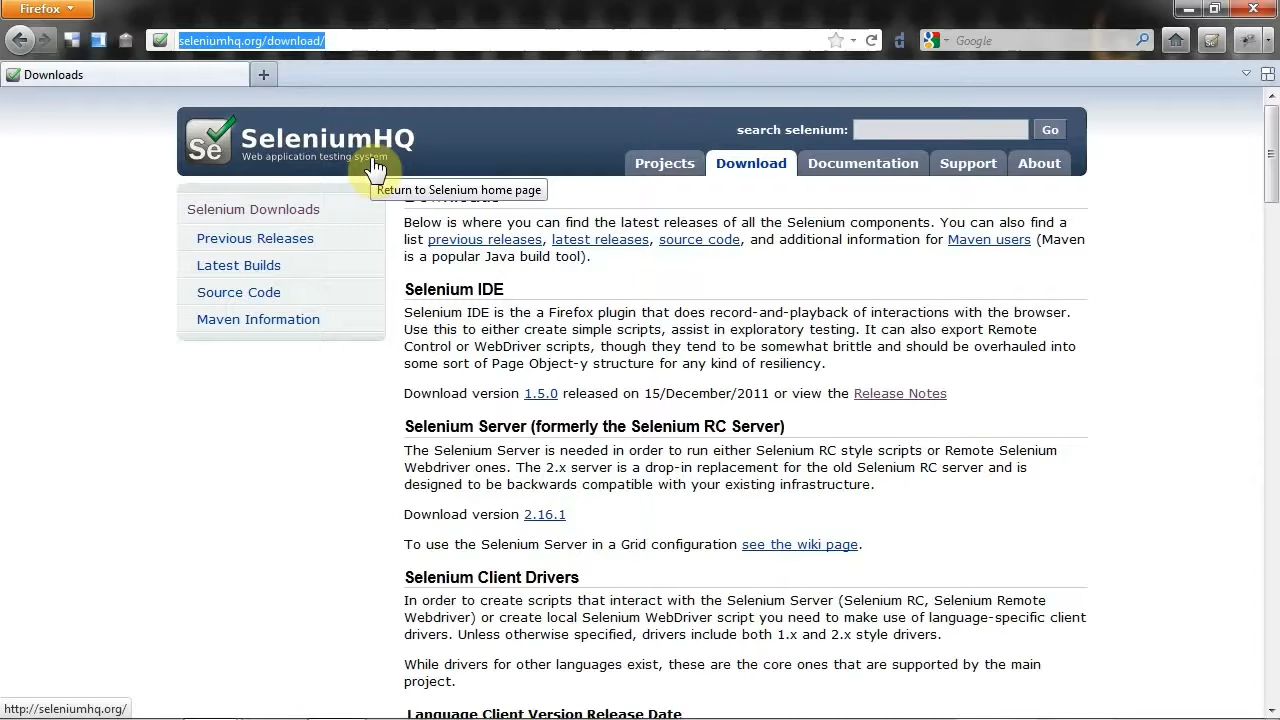 Firefox
seleniumhq.org/download/
Google
Downloads
Se
SeleniumHQ
Web application testing system
search selenium:
Go
Projects
Download
Documentation
Support
About
Return to Selenium home page
Selenium Downloads
Previous Releases
Latest Builds
Source Code
Maven Information
Below is where you can find the latest releases of all the Selenium components. You can also find a
list previous releases, latest releases, source code, and additional information for Maven users (Maven
is a popular Java build tool).
Selenium IDE
Selenium IDE is the a Firefox plugin that does record-and-playback of interactions with the browser.
Use this to either create simple scripts, assist in exploratory testing. It can also export Remote
Control or WebDriver scripts, though they tend to be somewhat brittle and should be overhauled into
some sort of Page Object-y structure for any kind of resiliency.
Download version 1.5.0 released on 15/December/2011 or view the Release Notes
Selenium Server (formerly the Selenium RC Server)
The Selenium Server is needed in order to run either Selenium RC style scripts or Remote Selenium
Webdriver ones. The 2.x server is a drop-in replacement for the old Selenium RC server and is
designed to be backwards compatible with your existing infrastructure.
Download version 2.16.1
To use the Selenium Server in a Grid configuration see the wiki page.
Selenium Client Drivers
In order to create scripts that interact with the Selenium Server (Selenium RC, Selenium Remote
Webdriver) or create local Selenium WebDriver script you need to make use of language-specific client
drivers. Unless otherwise specified, drivers include both 1.x and 2.x style drivers.
While drivers for other languages exist, these are the core ones that are supported by the main
project.
Language Client Version Release Date
http://seleniumhq.org/